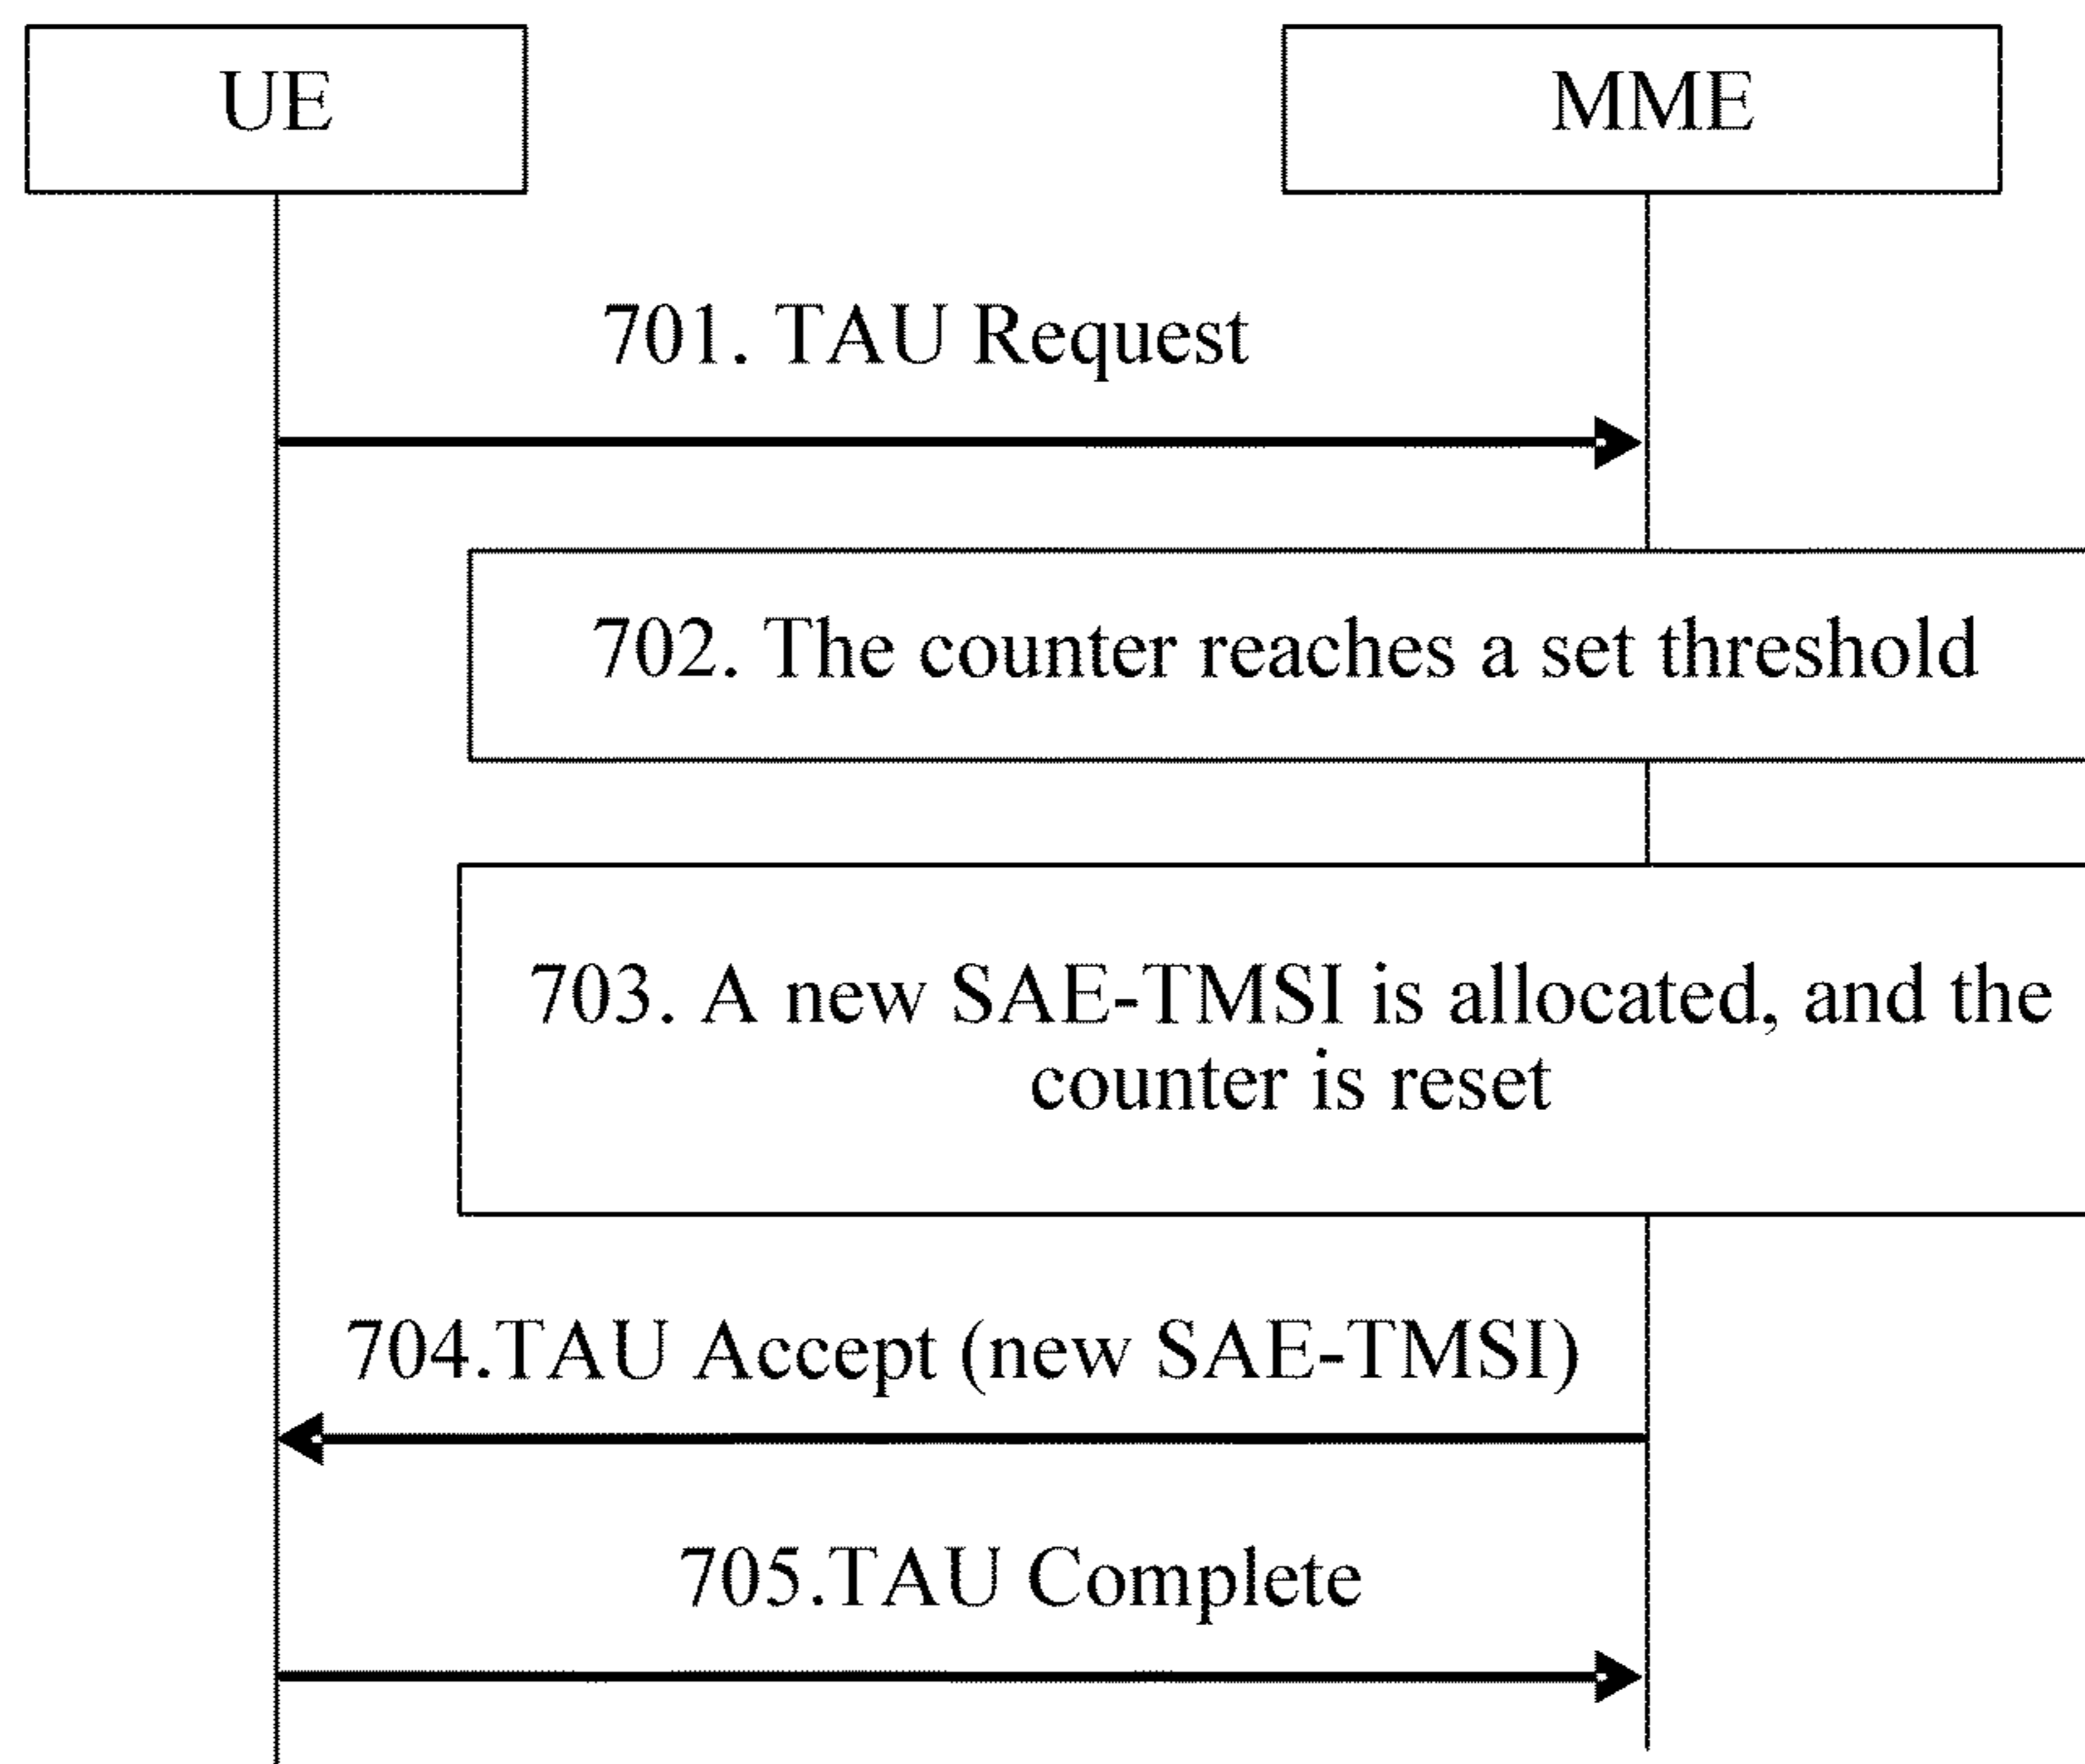 UE
MME
701. TAU Request
702. The counter reaches a set threshold
703. A new SAE-TMSI is allocated, and the
counter is reset
704.TAU Accept (new SAE-TMSI)
705.TAU Complete